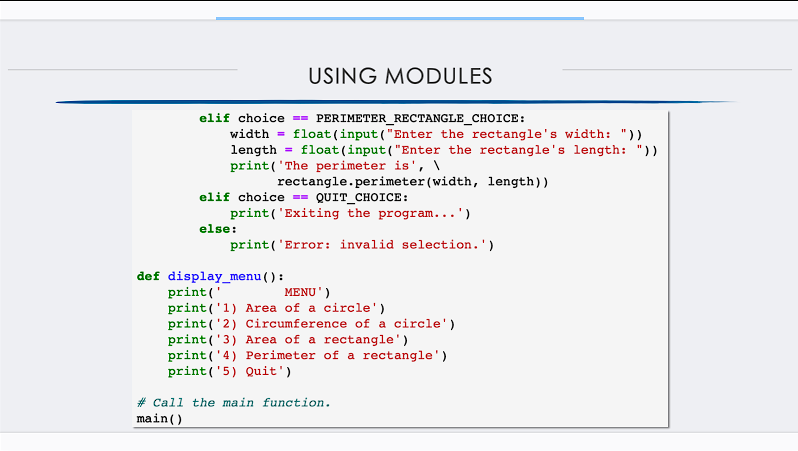 USING MODULES
        elif choice == PERIMETER_RECTANGLE_CHOICE:
            width = float(input("Enter the rectangle's width: "))
            length = float(input("Enter the rectangle's length: "))
            print('The perimeter is', \
                  rectangle.perimeter(width, length))
        elif choice == QUIT_CHOICE:
            print('Exiting the program...')
        else:
            print('Error: invalid selection.')

def display_menu():
    print('        MENU')
    print('1) Area of a circle')
    print('2) Circumference of a circle')
    print('3) Area of a rectangle')
    print('4) Perimeter of a rectangle')
    print('5) Quit')

# Call the main function.
main()